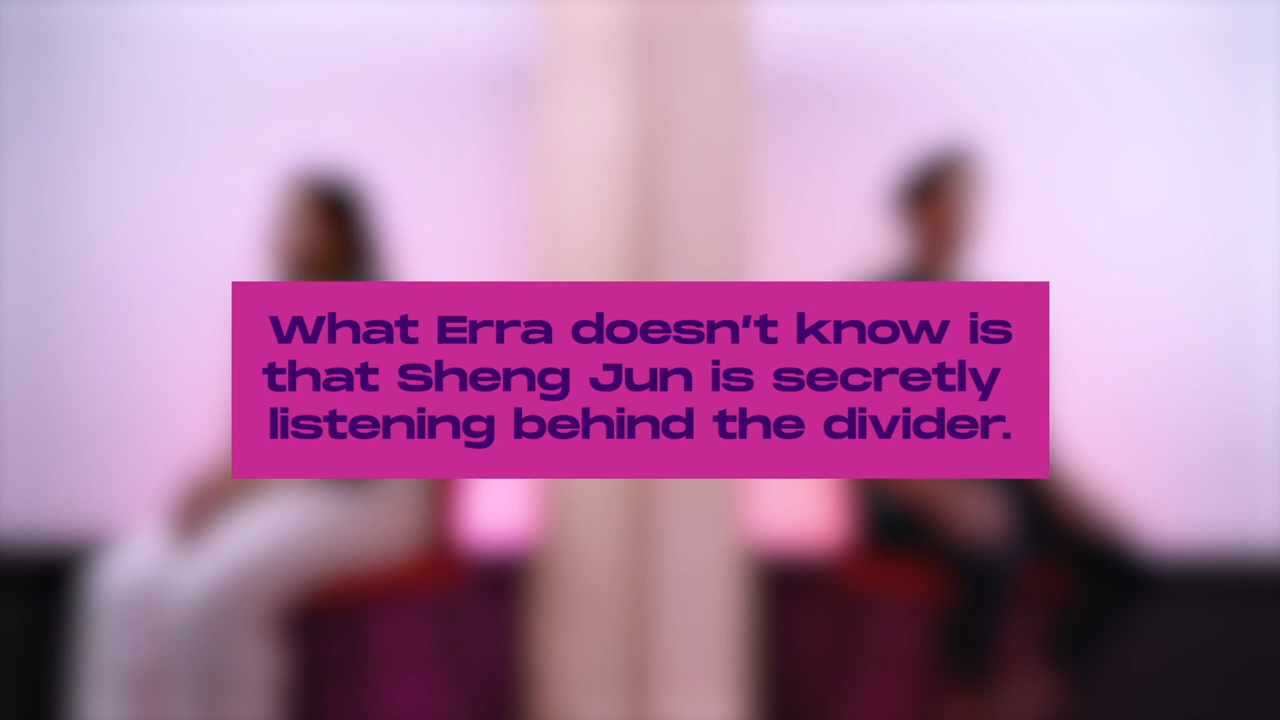 What Erra doesn’t know is
that Sheng Jun is secretly
listening behind the divider.